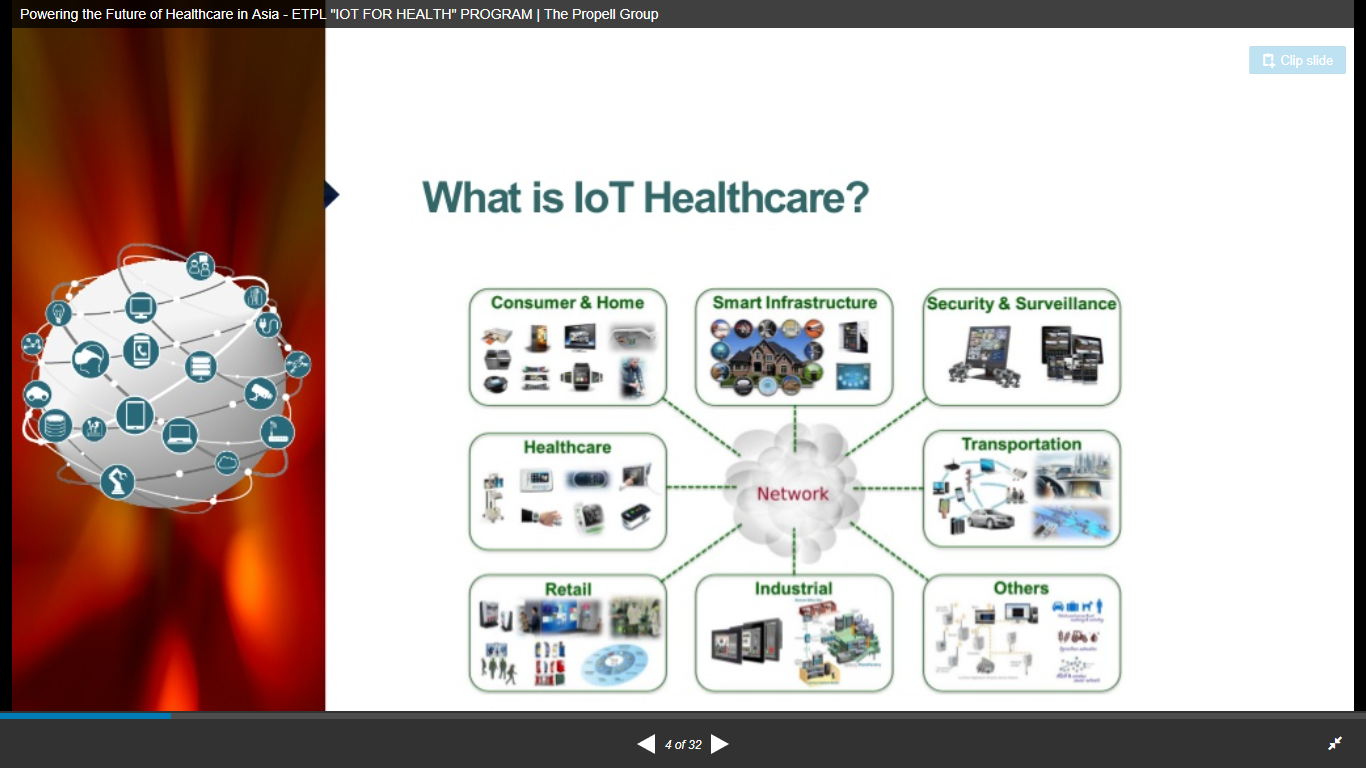 Powering the Future of Healthcare in Asia - ETPL "IOT FOR HEALTH" PROGRAM | The Propell Group
Clip slide
What is IoT Healthcare?
Consumer & Home
Smart Infrastructure
Security & Surveillance
Healthcare
Network
Transportation
Retail
Industrial
Others
4 of 32